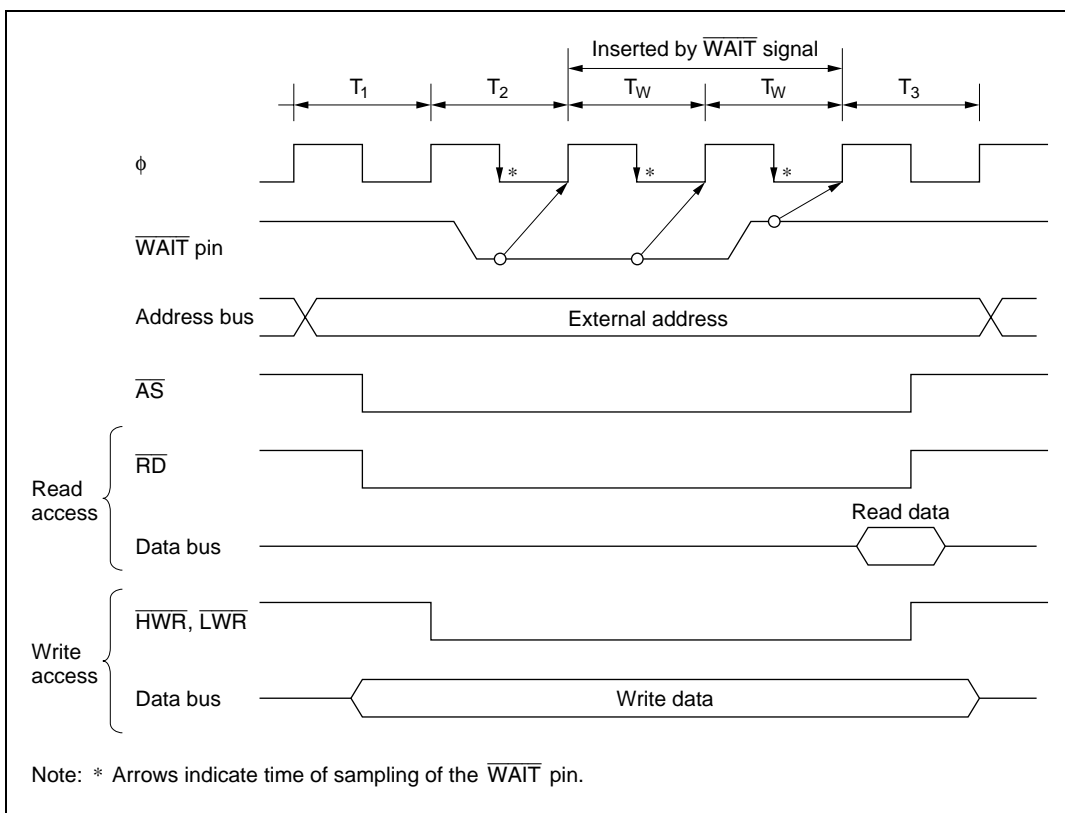 Inserted by WAIT signal
T1 T2 TW TW T3
ϕ * * *
WAIT pin
Address bus External address
AS
Read
access
RD
Read data
Data bus
Write
access
HWR, LWR
Data bus Write data
Note: * Arrows indicate time of sampling of the WAIT pin.